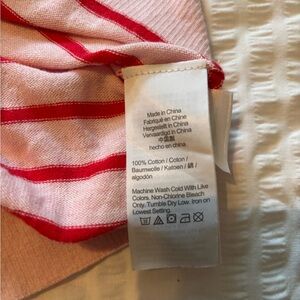 Made in China
Fabriqué en Chine
Hergestellt in China
Vervaardigd in China
中国製
hecho en china
100% Cotton / Coton /
Baumwolle / Katoen / 綿 /
algodón
Machine Wash Cold With Like
Colors. Non-Chlorine Bleach
Only. Tumble Dry Low. Iron on
Lowest Setting.